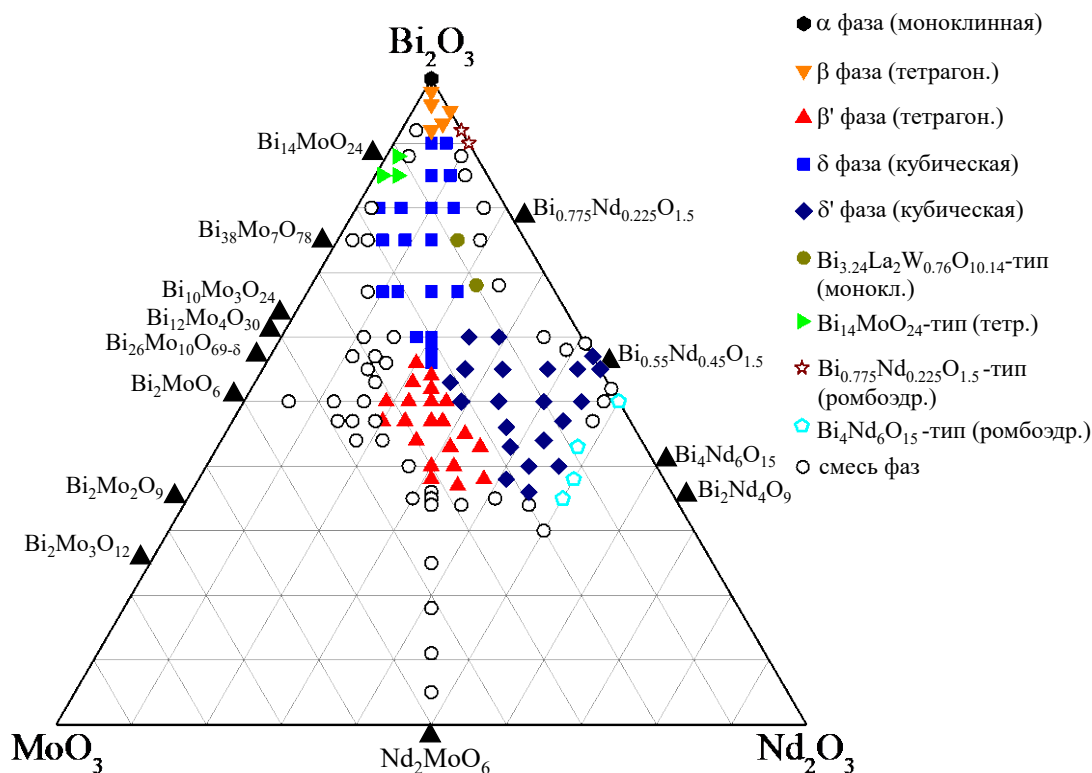 Bi₂O₃
Bi₁₄MoO₂₄
Bi₃₈Mo₇O₇₈
Bi₁₀Mo₃O₂₄
Bi₁₂Mo₄O₃₀
Bi₂₆Mo₁₀O₆₉₋δ
Bi₂MoO₆
Bi₂Mo₂O₉
Bi₂Mo₃O₁₂
MoO₃
Nd₂MoO₆
Nd₂O₃
Bi₀.₇₇₅Nd₀.₂₂₅O₁.₅
Bi₀.₅₅Nd₀.₄₅O₁.₅
Bi₄Nd₆O₁₅
Bi₂Nd₄O₉
α фаза (моноклинная)
β фаза (тетрагон.)
β' фаза (тетрагон.)
δ фаза (кубическая)
δ' фаза (кубическая)
Bi₃.₂₄La₂W₀.₇₆O₁₀.₁₄-тип
(монокл.)
Bi₁₄MoO₂₄-тип (тетр.)
Bi₀.₇₇₅Nd₀.₂₂₅O₁.₅-тип
(ромбоэдр.)
Bi₄Nd₆O₁₅-тип (ромбоэдр.)
смесь фаз